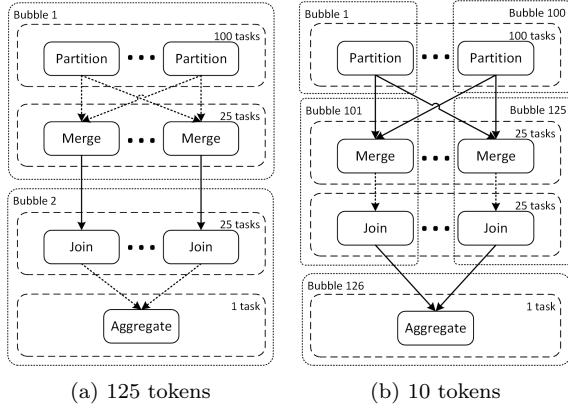 Bubble 1
100 tasks
Partition
Partition
25 tasks
Merge
Merge
Bubble 2
25 tasks
Join
Join
1 task
Aggregate
(a) 125 tokens
Bubble 1
Bubble 100
100 tasks
Partition
Partition
Bubble 101
Bubble 125
25 tasks
Merge
Merge
25 tasks
Join
Join
Bubble 126
1 task
Aggregate
(b) 10 tokens